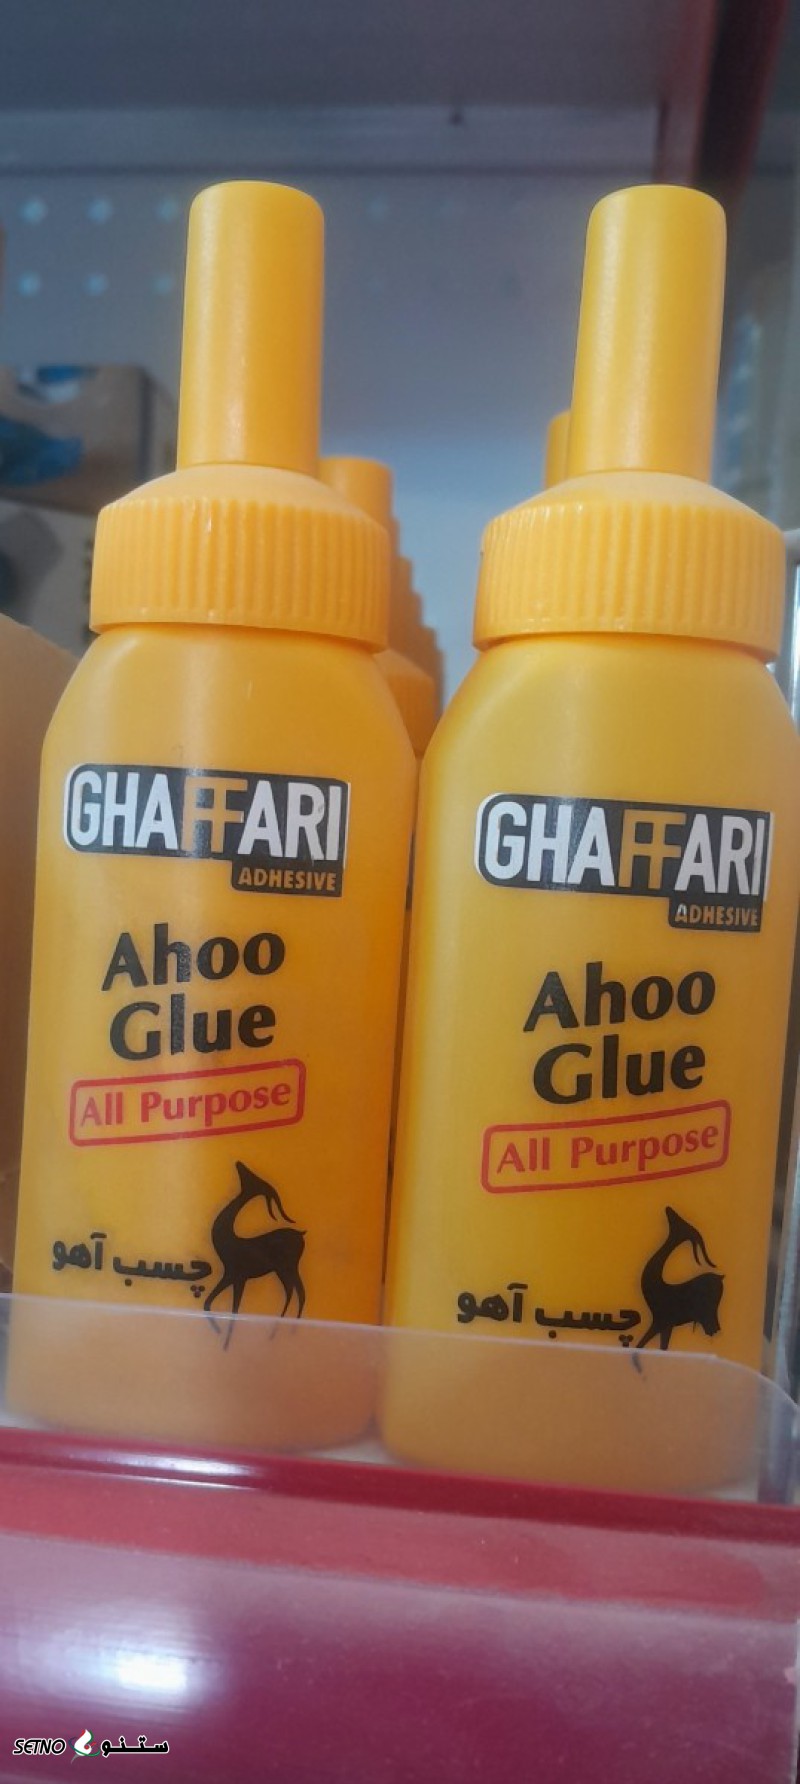 GHAFFARI
ADHESIVE
Ahoo
Glue
All Purpose
چسب آهو
GHAFFARI
ADHESIVE
Ahoo
Glue
All Purpose
چسب آهو
SETNO ستنو